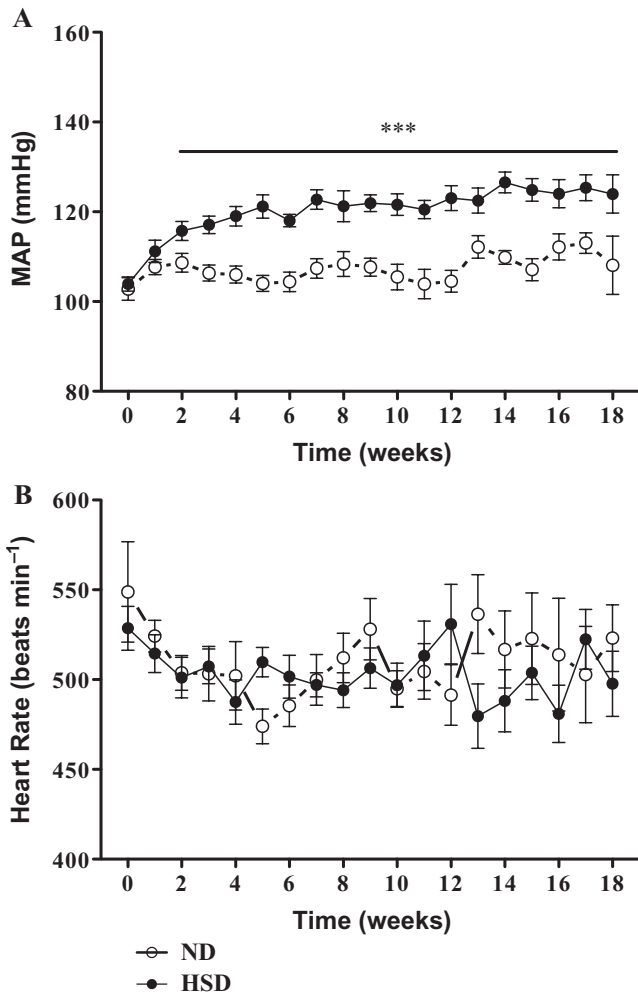 A
160
140
120
100
80
MAP (mmHg)
***
0 2 4 6 8 10 12 14 16 18
Time (weeks)
B
600
550
500
450
400
Heart Rate (beats min⁻¹)
0 2 4 6 8 10 12 14 16 18
Time (weeks)
ND
HSD